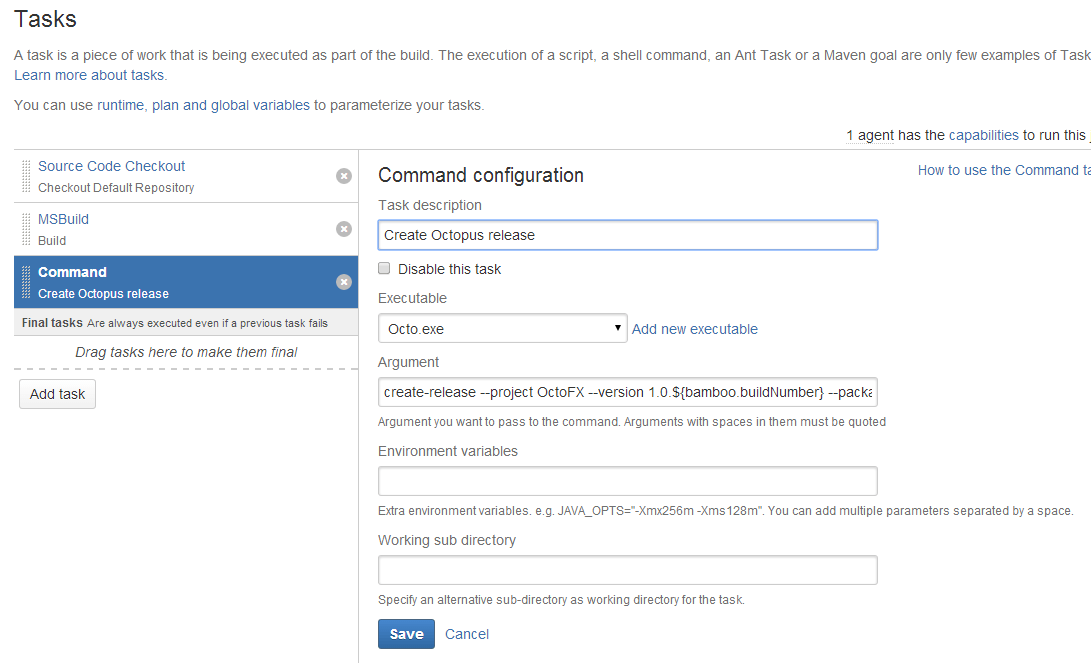 Tasks
A task is a piece of work that is being executed as part of the build. The execution of a script, a shell command, an Ant Task or a Maven goal are only few examples of Task
Learn more about tasks.
You can use runtime, plan and global variables to parameterize your tasks.
1 agent has the capabilities to run this
Source Code Checkout
Checkout Default Repository
MSBuild
Build
Command
Create Octopus release
Final tasks Are always executed even if a previous task fails
Drag tasks here to make them final
Add task
Command configuration
How to use the Command ta
Task description
Create Octopus release
Disable this task
Executable
Octo.exe
Add new executable
Argument
create-release --project OctoFX --version 1.0.${bamboo.buildNumber} --packa
Argument you want to pass to the command. Arguments with spaces in them must be quoted
Environment variables
Extra environment variables. e.g. JAVA_OPTS="-Xmx256m -Xms128m". You can add multiple parameters separated by a space.
Working sub directory
Specify an alternative sub-directory as working directory for the task.
Save
Cancel